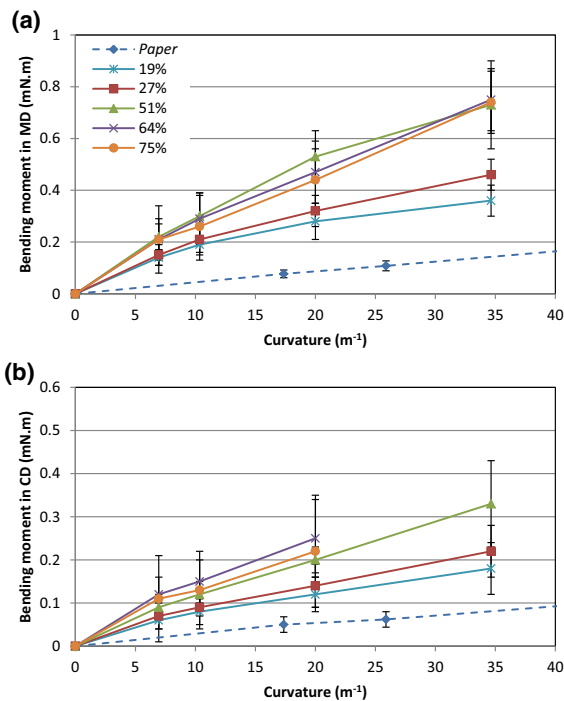 (a)
1
0.8
0.6
0.4
0.2
0
Bending moment in MD (mN.m)
Paper
19%
27%
51%
64%
75%
0 5 10 15 20 25 30 35 40
Curvature (m-1)
(b)
0.6
0.5
0.4
0.3
0.2
0.1
0
Bending moment in CD (mN.m)
0 5 10 15 20 25 30 35 40
Curvature (m-1)